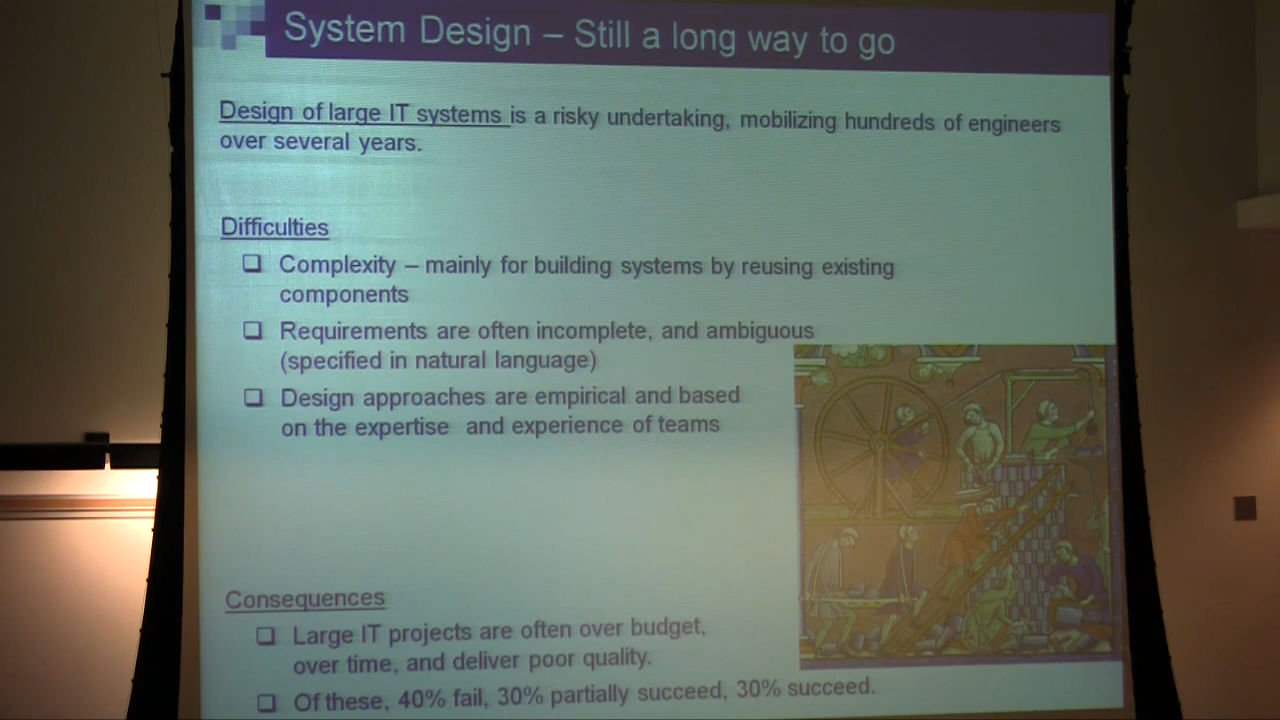 System Design – Still a long way to go
Design of large IT systems is a risky undertaking, mobilizing hundreds of engineers
over several years.
Difficulties
❑ Complexity – mainly for building systems by reusing existing
components
❑ Requirements are often incomplete, and ambiguous
(specified in natural language)
❑ Design approaches are empirical and based
on the expertise and experience of teams
Consequences
❑ Large IT projects are often over budget,
over time, and deliver poor quality.
❑ Of these, 40% fail, 30% partially succeed, 30% succeed.